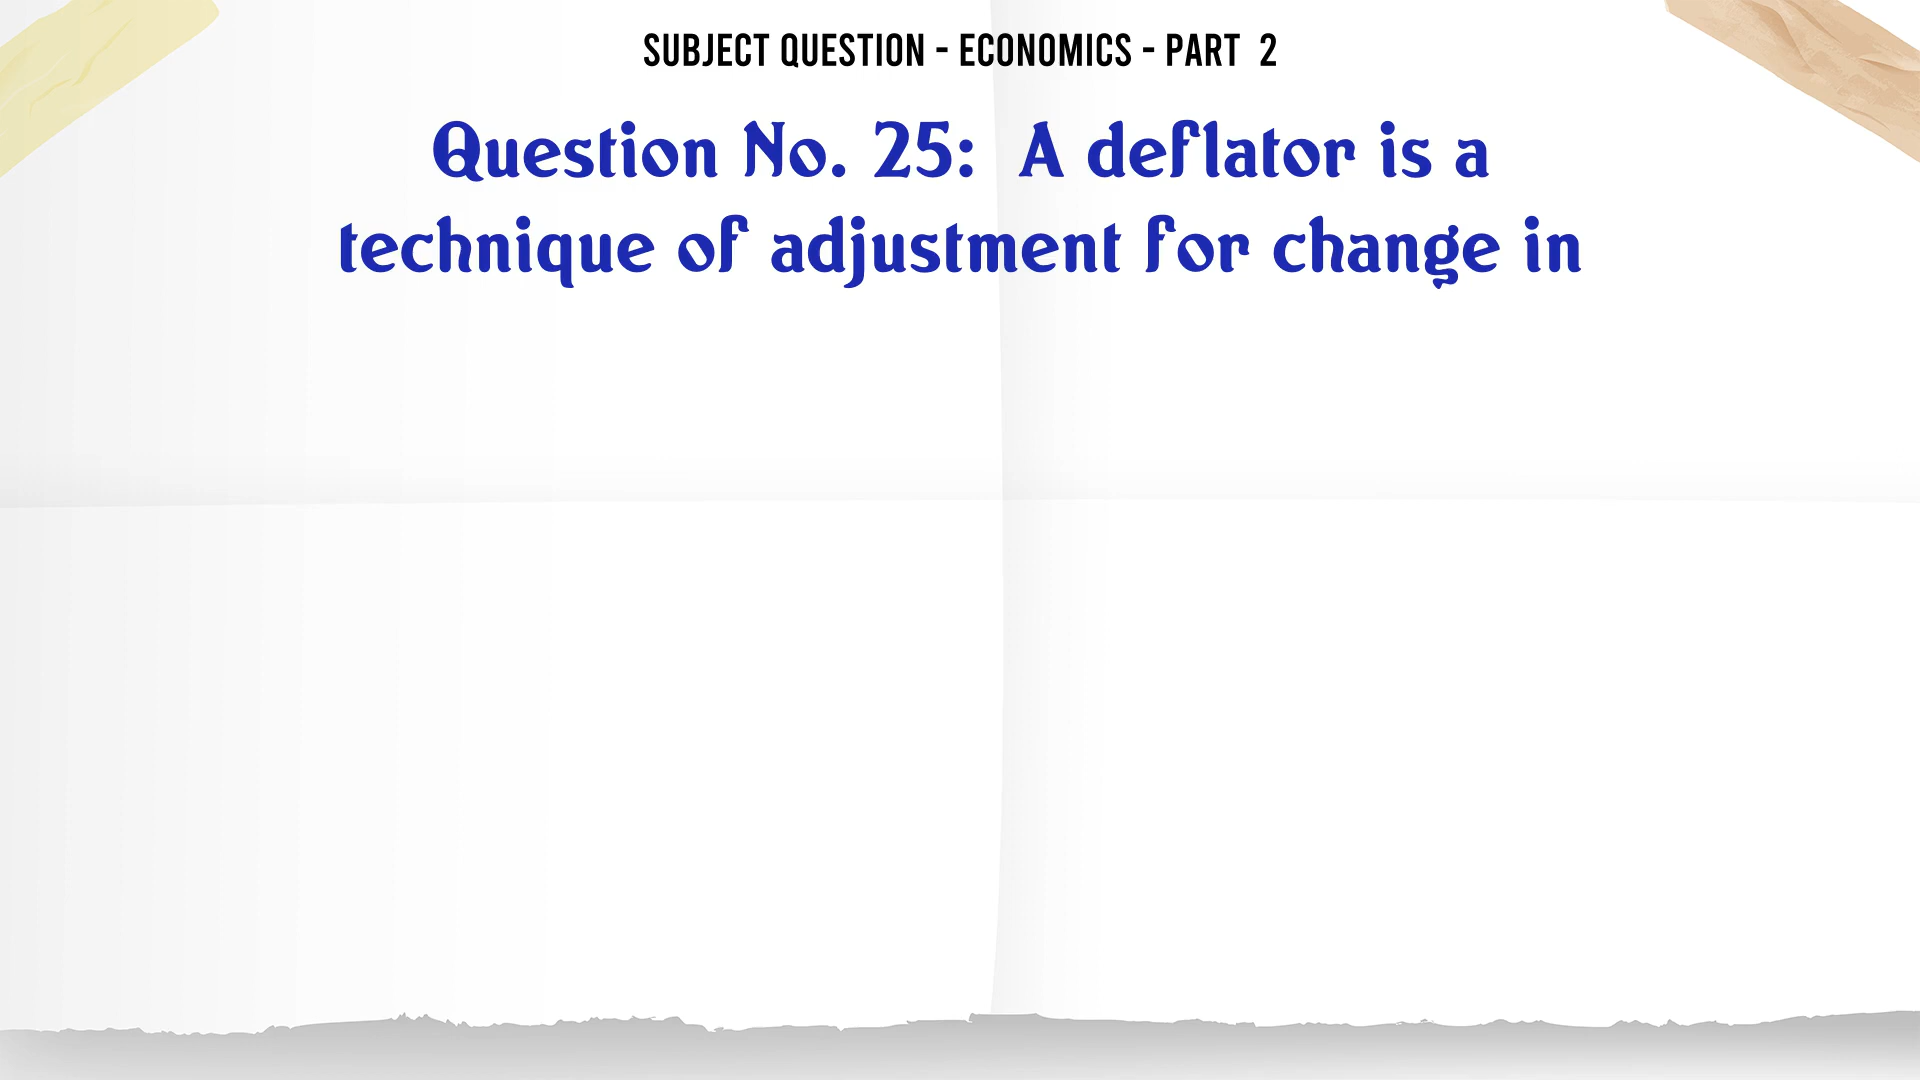 SUBJECT QUESTION - ECONOMICS - PART 2
Question No. 25: A deflator is a
technique of adjustment for change in